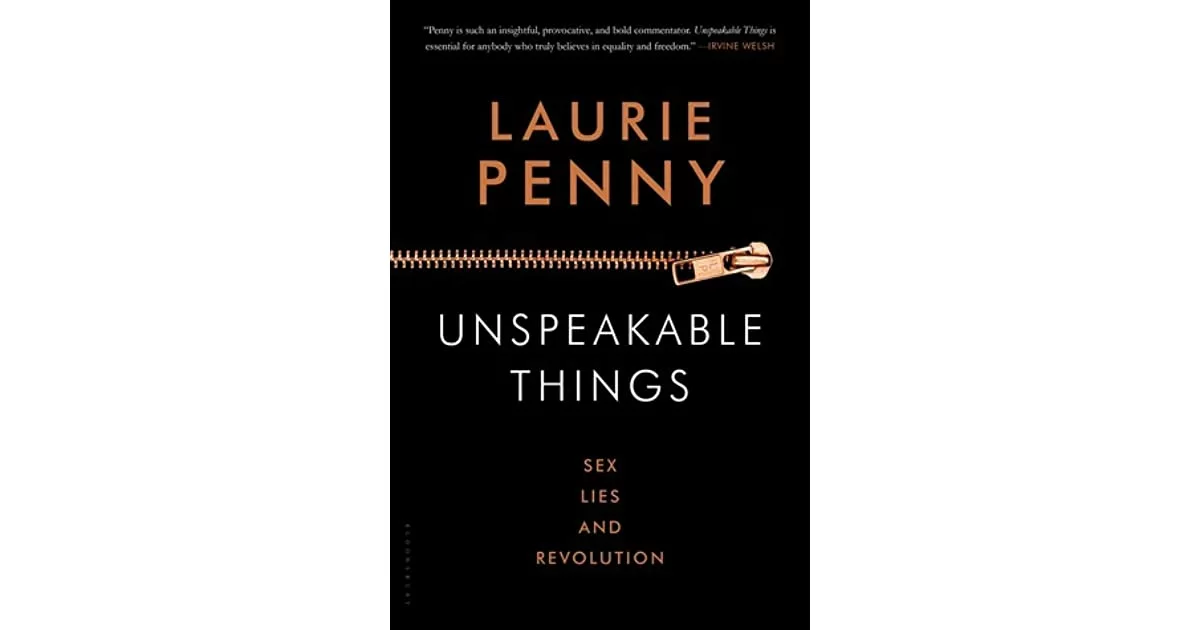 “Penny is such an insightful, provocative, and bold commentator. Unspeakable Things is
essential for anybody who truly believes in equality and freedom.” —IRVINE WELSH
LAURIE
PENNY
UNSPEAKABLE
THINGS
SEX
LIES
AND
REVOLUTION
BLOOMSBURY